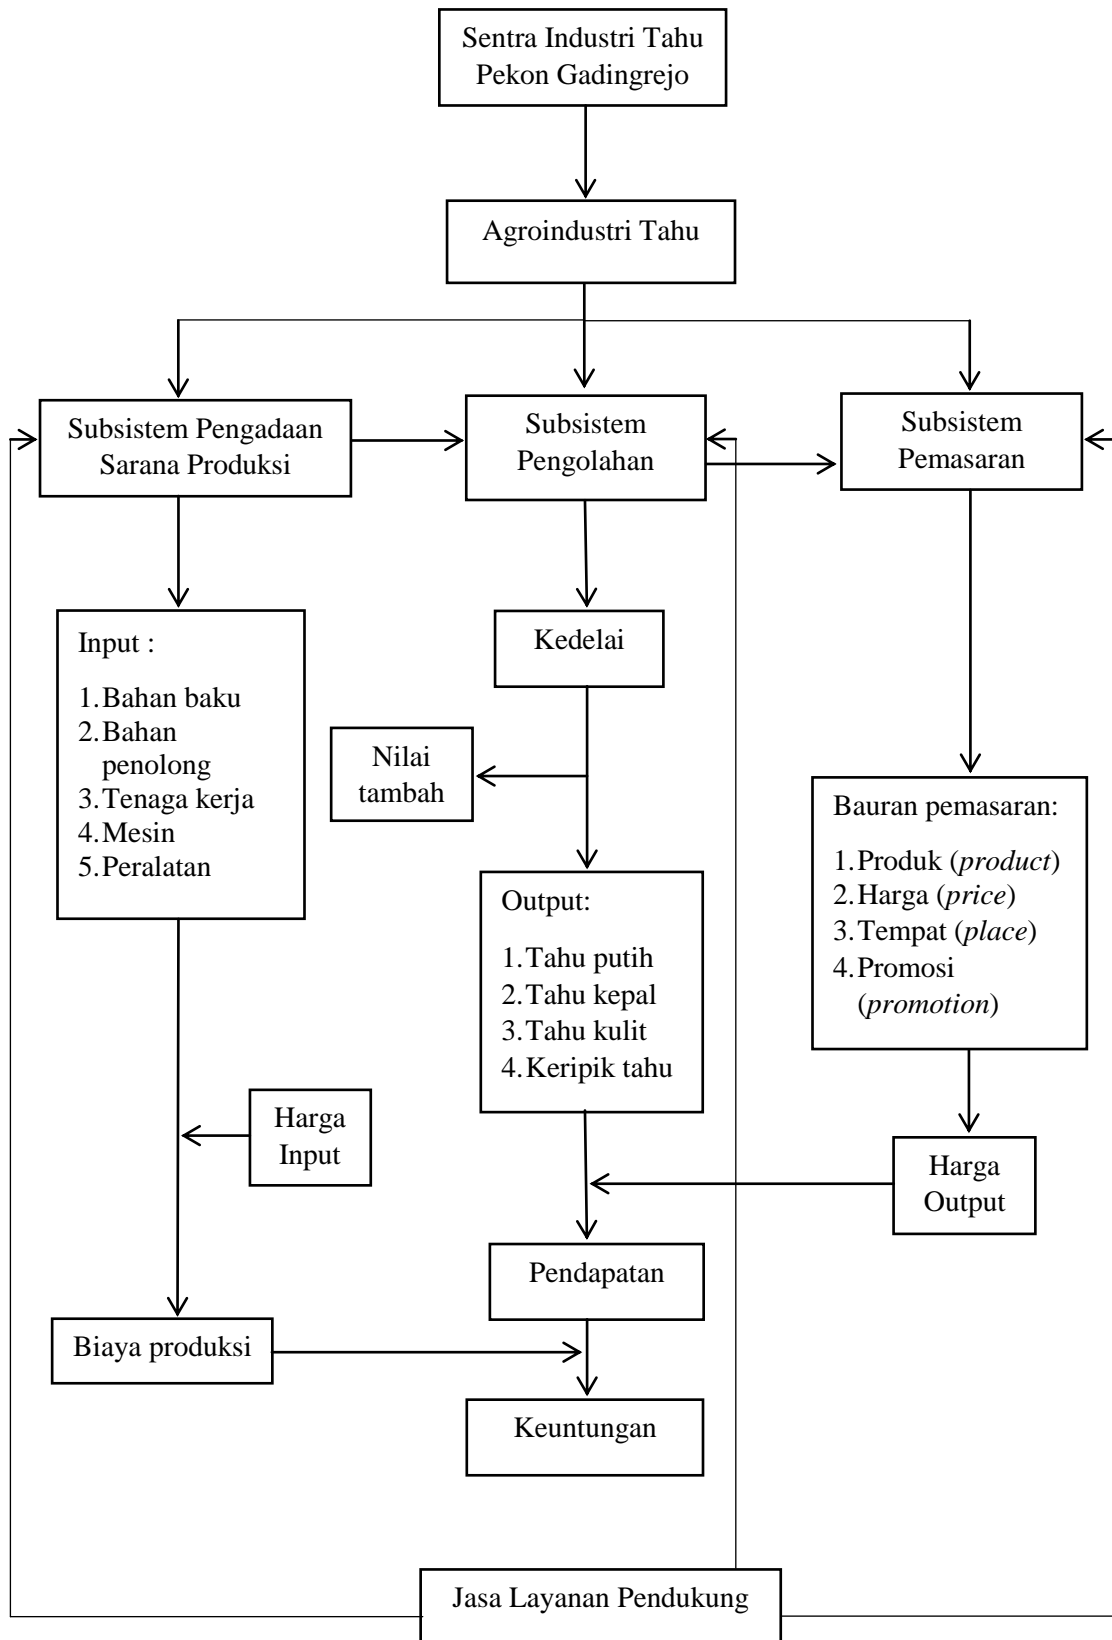 Sentra Industri Tahu
Pekon Gadingrejo
Agroindustri Tahu
Subsistem Pengadaan
Sarana Produksi
Subsistem
Pengolahan
Subsistem
Pemasaran
Input :
1. Bahan baku
2. Bahan
penolong
3. Tenaga kerja
4. Mesin
5. Peralatan
Kedelai
Nilai
tambah
Bauran pemasaran:
1. Produk (product)
2. Harga (price)
3. Tempat (place)
4. Promosi
(promotion)
Output:
1. Tahu putih
2. Tahu kepal
3. Tahu kulit
4. Keripik tahu
Harga
Input
Harga
Output
Pendapatan
Biaya produksi
Keuntungan
Jasa Layanan Pendukung